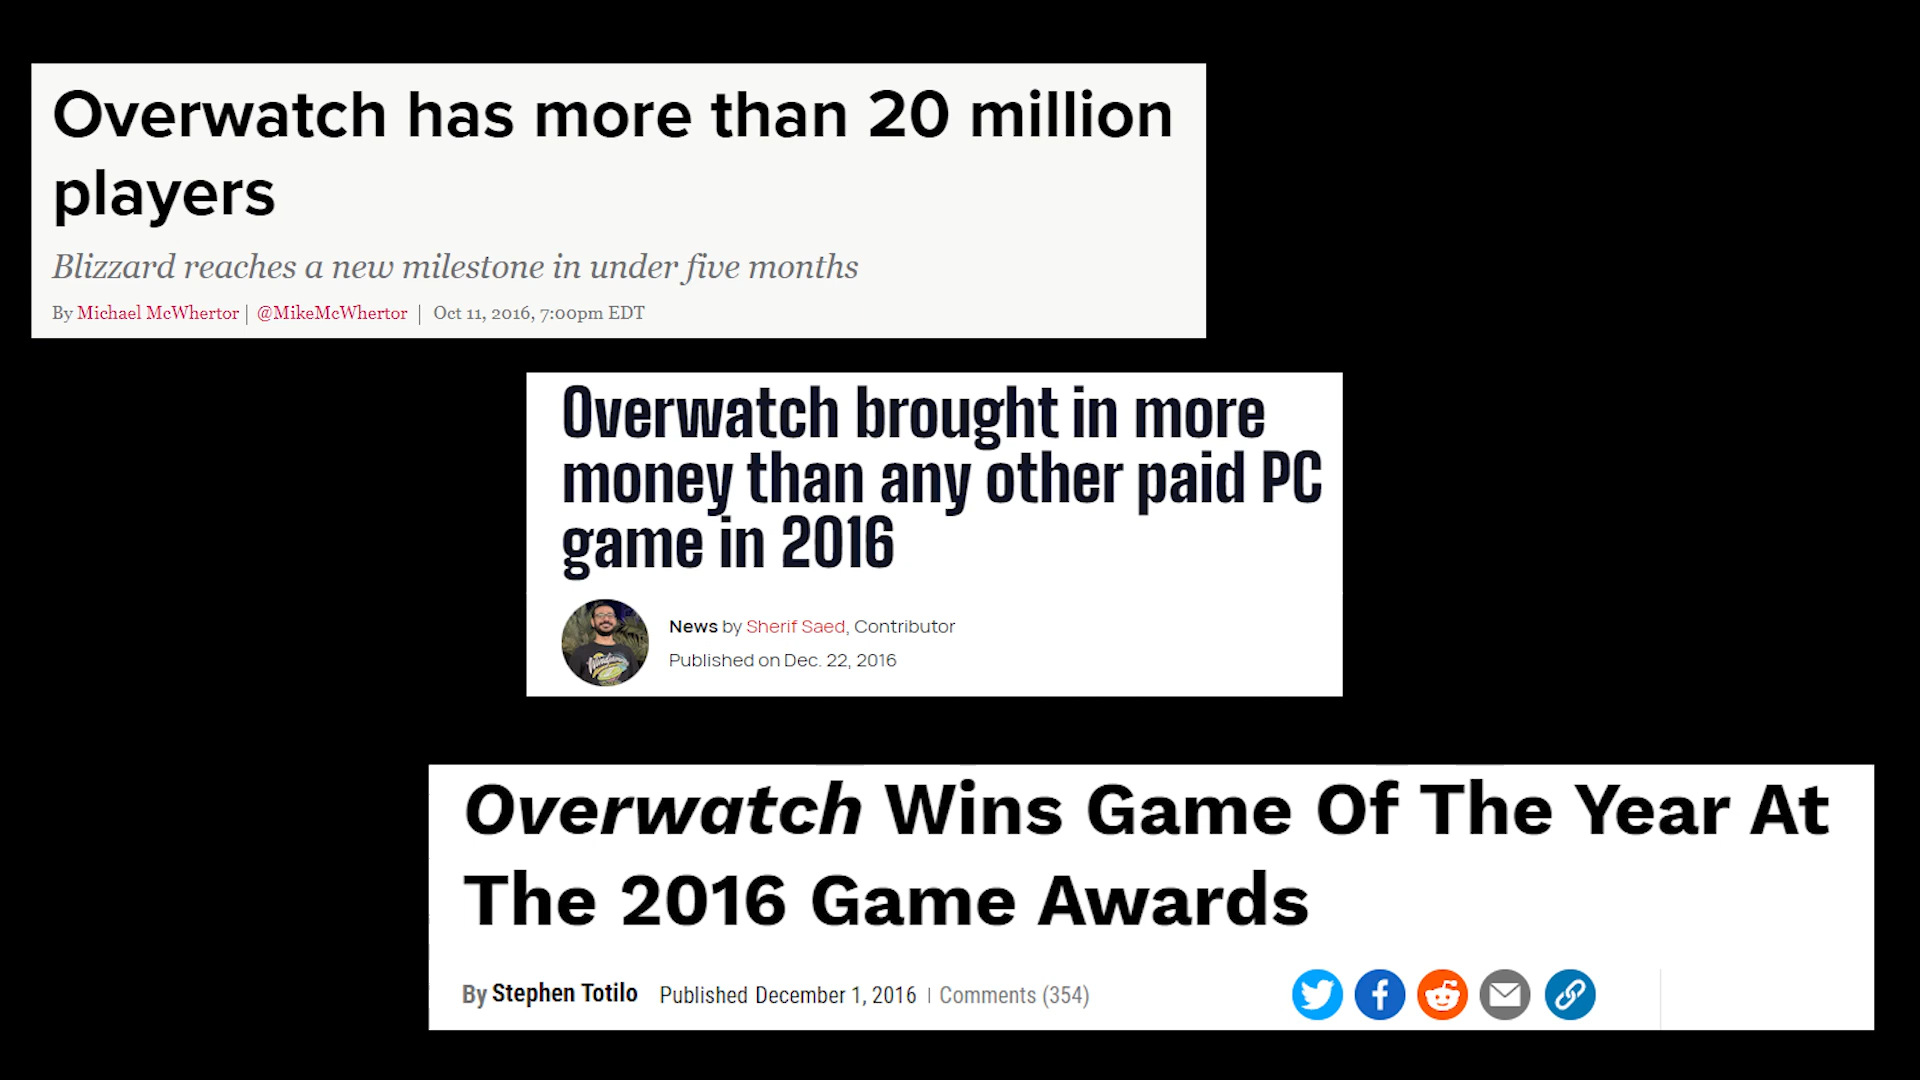 Overwatch has more than 20 million
players
Blizzard reaches a new milestone in under five months
By Michael McWhertor | @MikeMcWhertor | Oct 11, 2016, 7:00pm EDT
Overwatch brought in more
money than any other paid PC
game in 2016
News by Sherif Saed, Contributor
Published on Dec. 22, 2016
Overwatch Wins Game Of The Year At
The 2016 Game Awards
By Stephen Totilo Published December 1, 2016 | Comments (354)